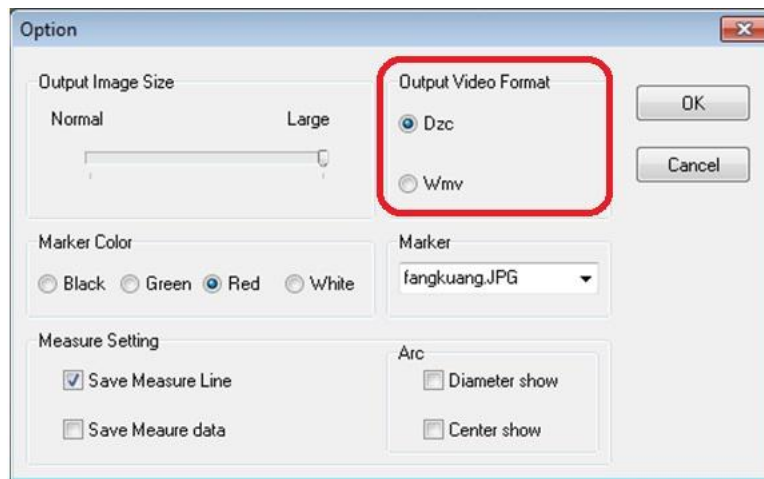 Option
Output Image Size
Normal Large
Output Video Format
Dzc
Wmv
OK
Cancel
Marker Color
Black Green Red White
Marker
fangkuang.JPG
Measure Setting
Save Measure Line
Save Meaure data
Arc
Diameter show
Center show